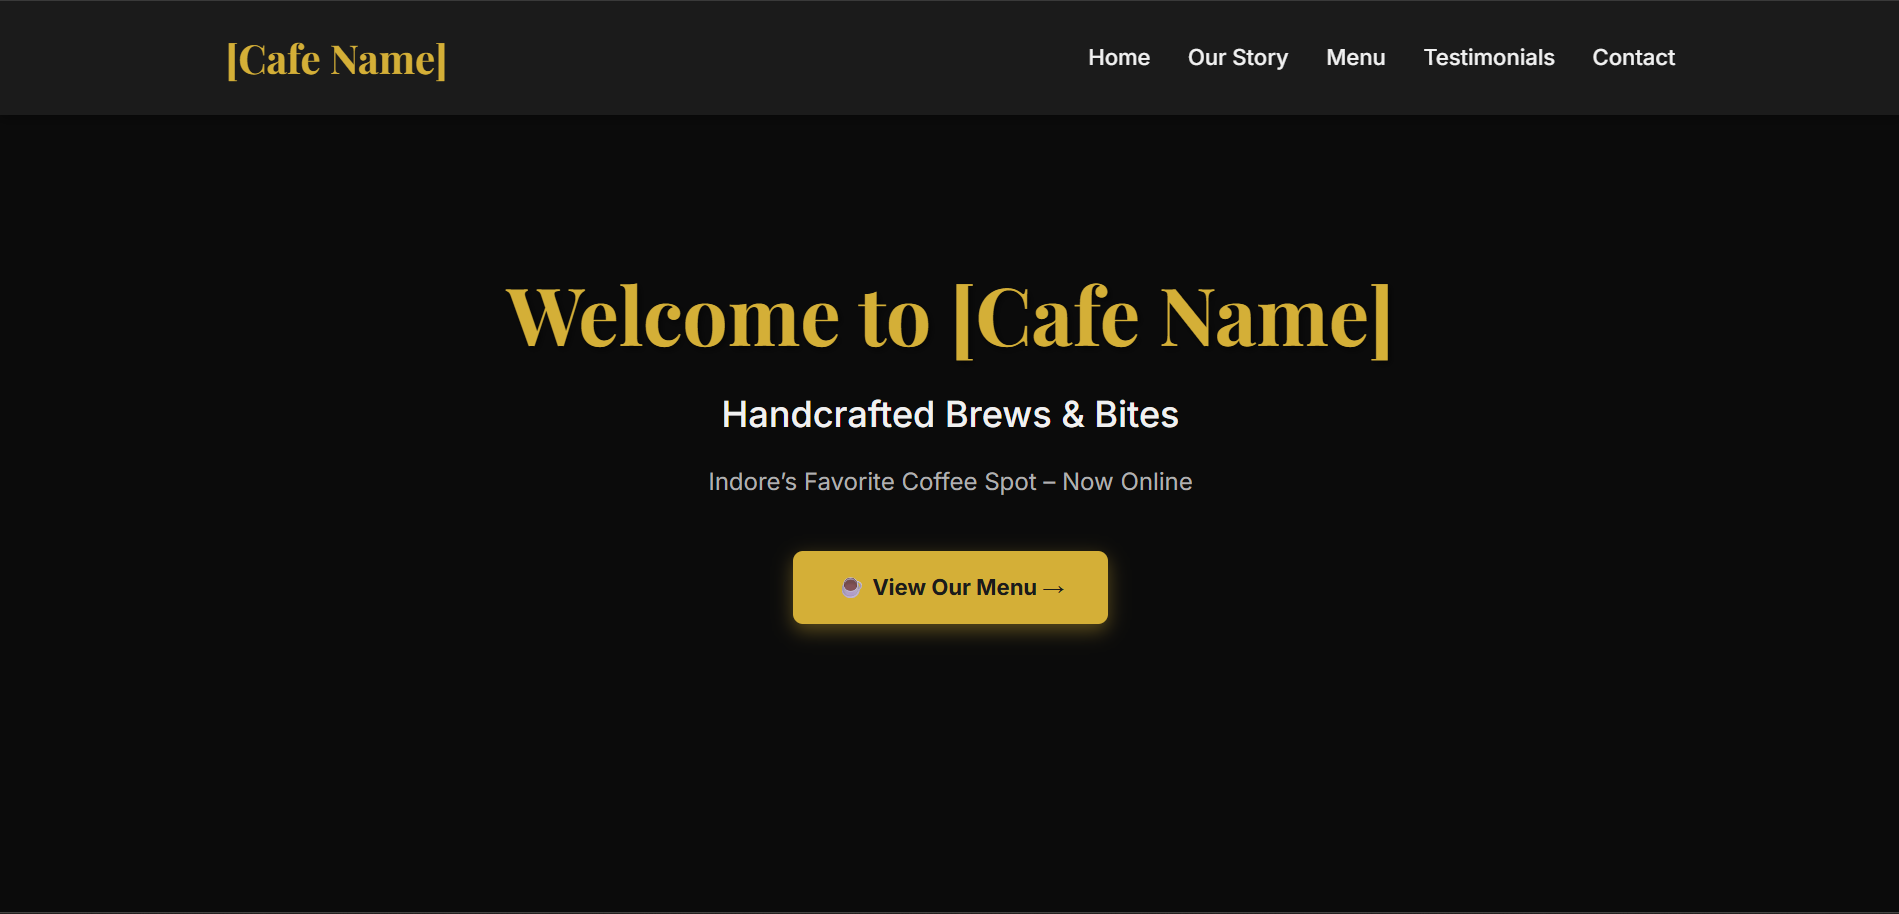 [Cafe Name]
Home Our Story Menu Testimonials Contact
Welcome to [Cafe Name]
Handcrafted Brews & Bites
Indore’s Favorite Coffee Spot – Now Online
View Our Menu →